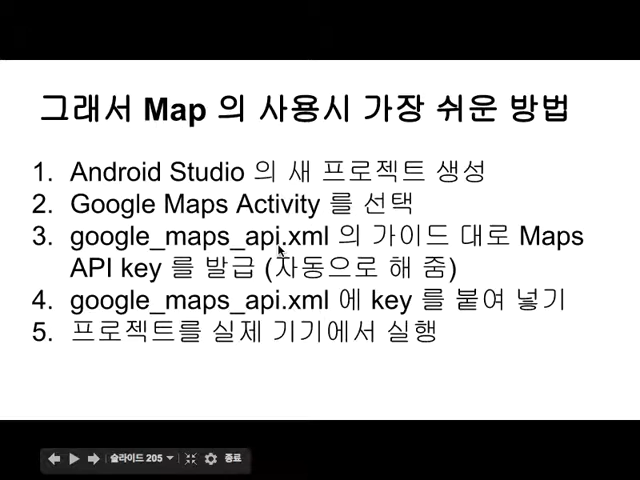 그래서 Map 의 사용시 가장 쉬운 방법
1. Android Studio 의 새 프로젝트 생성
2. Google Maps Activity 를 선택
3. google_maps_api.xml 의 가이드 대로 Maps
API key 를 발급 (자동으로 해 줌)
4. google_maps_api.xml 에 key 를 붙여 넣기
5. 프로젝트를 실제 기기에서 실행
슬라이드 205 종료